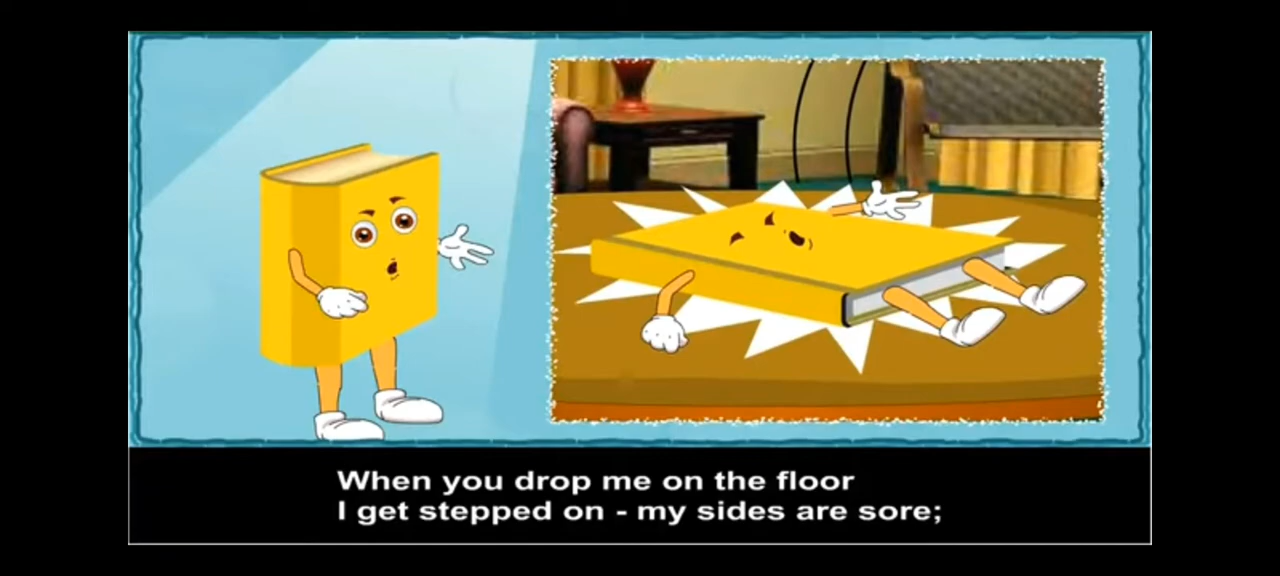 When you drop me on the floor
I get stepped on - my sides are sore;